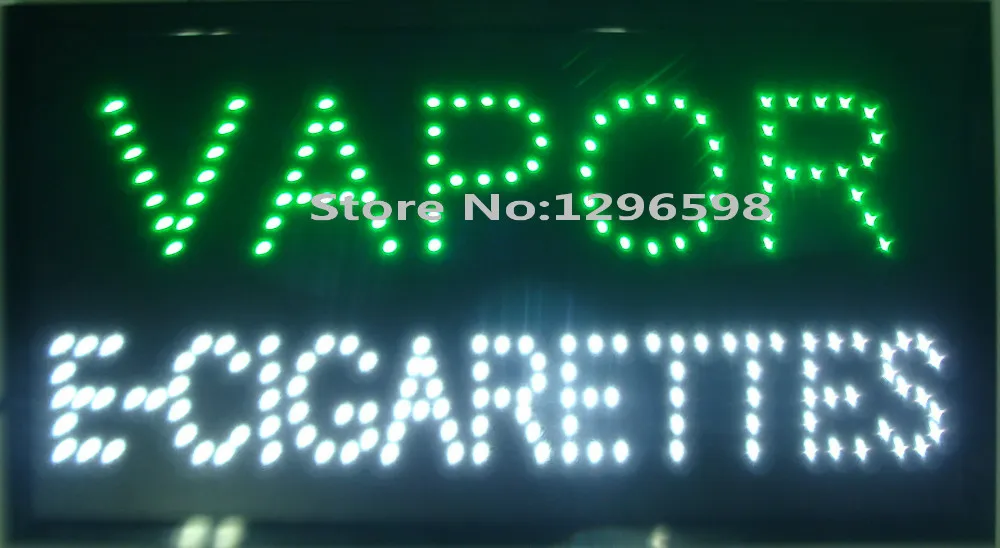 VAPOR
Store No:1296598
E-CIGARETTES